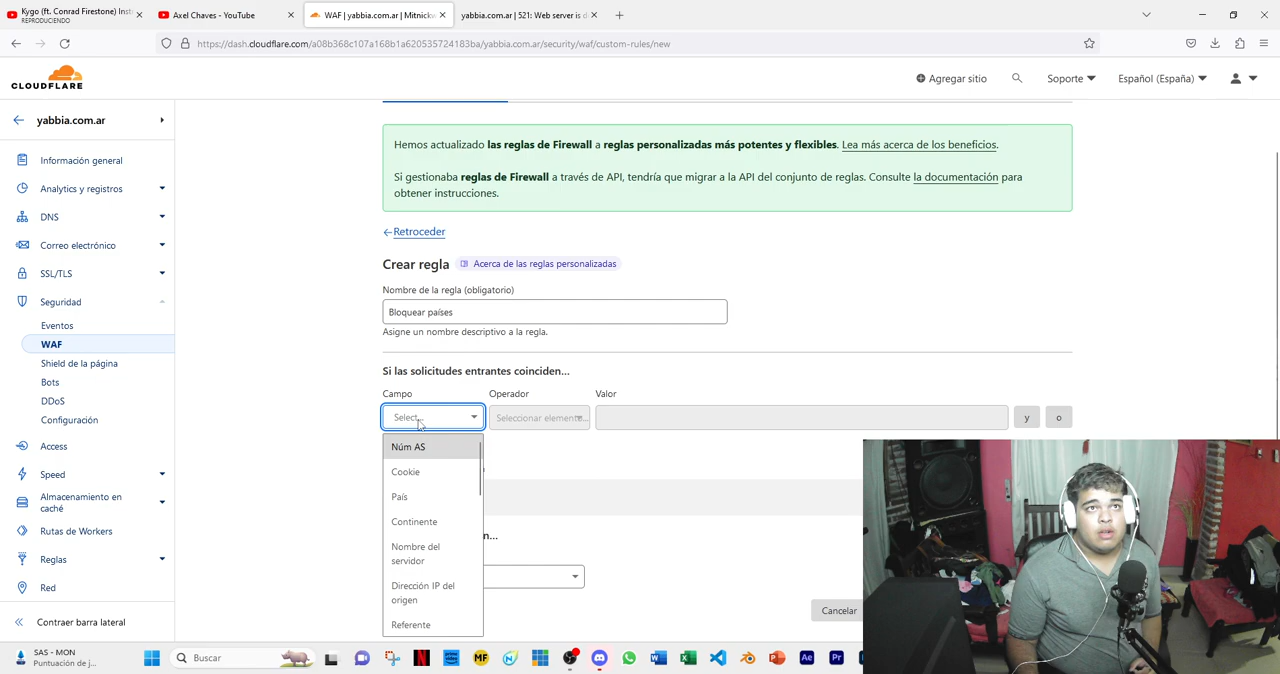 Kygo (ft. Conrad Firestone) Inst
REPRODUCIENDO
Axel Chaves - YouTube
WAF | yabbia.com.ar | Mitnickw
yabbia.com.ar | 521: Web server is d
https://dash.cloudflare.com/a08b368c107a168b1a620535724183ba/yabbia.com.ar/security/waf/custom-rules/new
CLOUDFLARE
Agregar sitio
Soporte
Español (España)
yabbia.com.ar
Información general
Analytics y registros
DNS
Correo electrónico
SSL/TLS
Seguridad
Eventos
WAF
Shield de la página
Bots
DDoS
Configuración
Access
Speed
Almacenamiento en
caché
Rutas de Workers
Reglas
Red
Contraer barra lateral
Hemos actualizado las reglas de Firewall a reglas personalizadas más potentes y flexibles. Lea más acerca de los beneficios.
Si gestionaba reglas de Firewall a través de API, tendría que migrar a la API del conjunto de reglas. Consulte la documentación para
obtener instrucciones.
←Retroceder
Crear regla
Acerca de las reglas personalizadas
Nombre de la regla (obligatorio)
Bloquear países
Asigne un nombre descriptivo a la regla.
Si las solicitudes entrantes coinciden...
Campo
Operador
Valor
Select...
Seleccionar element...
y
o
Núm AS
Cookie
País
Continente
Nombre del
servidor
Dirección IP del
origen
Referente
n...
Cancelar
SAS - MON
Puntuación de j...
Buscar